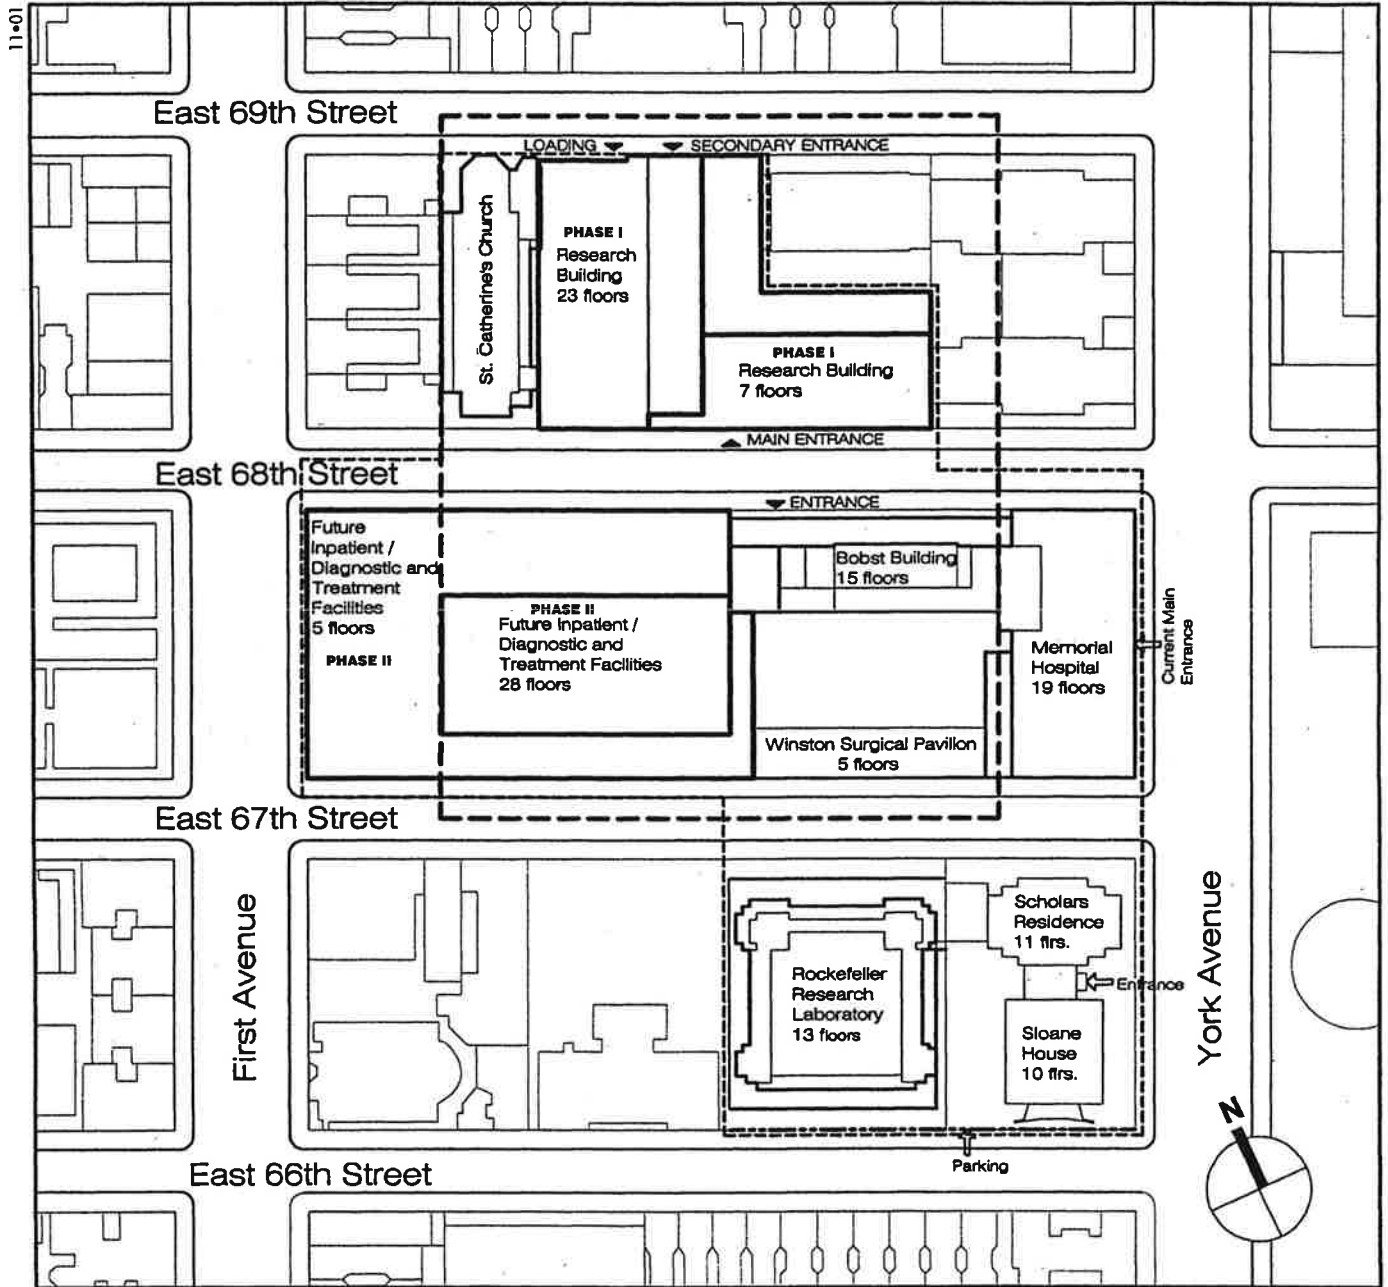 11•01
East 69th Street
LOADING
SECONDARY ENTRANCE
St. Catherine's Church
PHASE I
Research
Building
23 floors
PHASE I
Research Building
7 floors
MAIN ENTRANCE
East 68th Street
ENTRANCE
Future
Inpatient /
Diagnostic and
Treatment
Facilities
5 floors
PHASE II
PHASE II
Future Inpatient /
Diagnostic and
Treatment Facilities
28 floors
Bobst Building
15 floors
Memorial
Hospital
19 floors
Current Main
Entrance
Winston Surgical Pavilion
5 floors
East 67th Street
First Avenue
Rockefeller
Research
Laboratory
13 floors
Scholars
Residence
11 flrs.
Entrance
Sloane
House
10 flrs.
York Avenue
N
Parking
East 66th Street